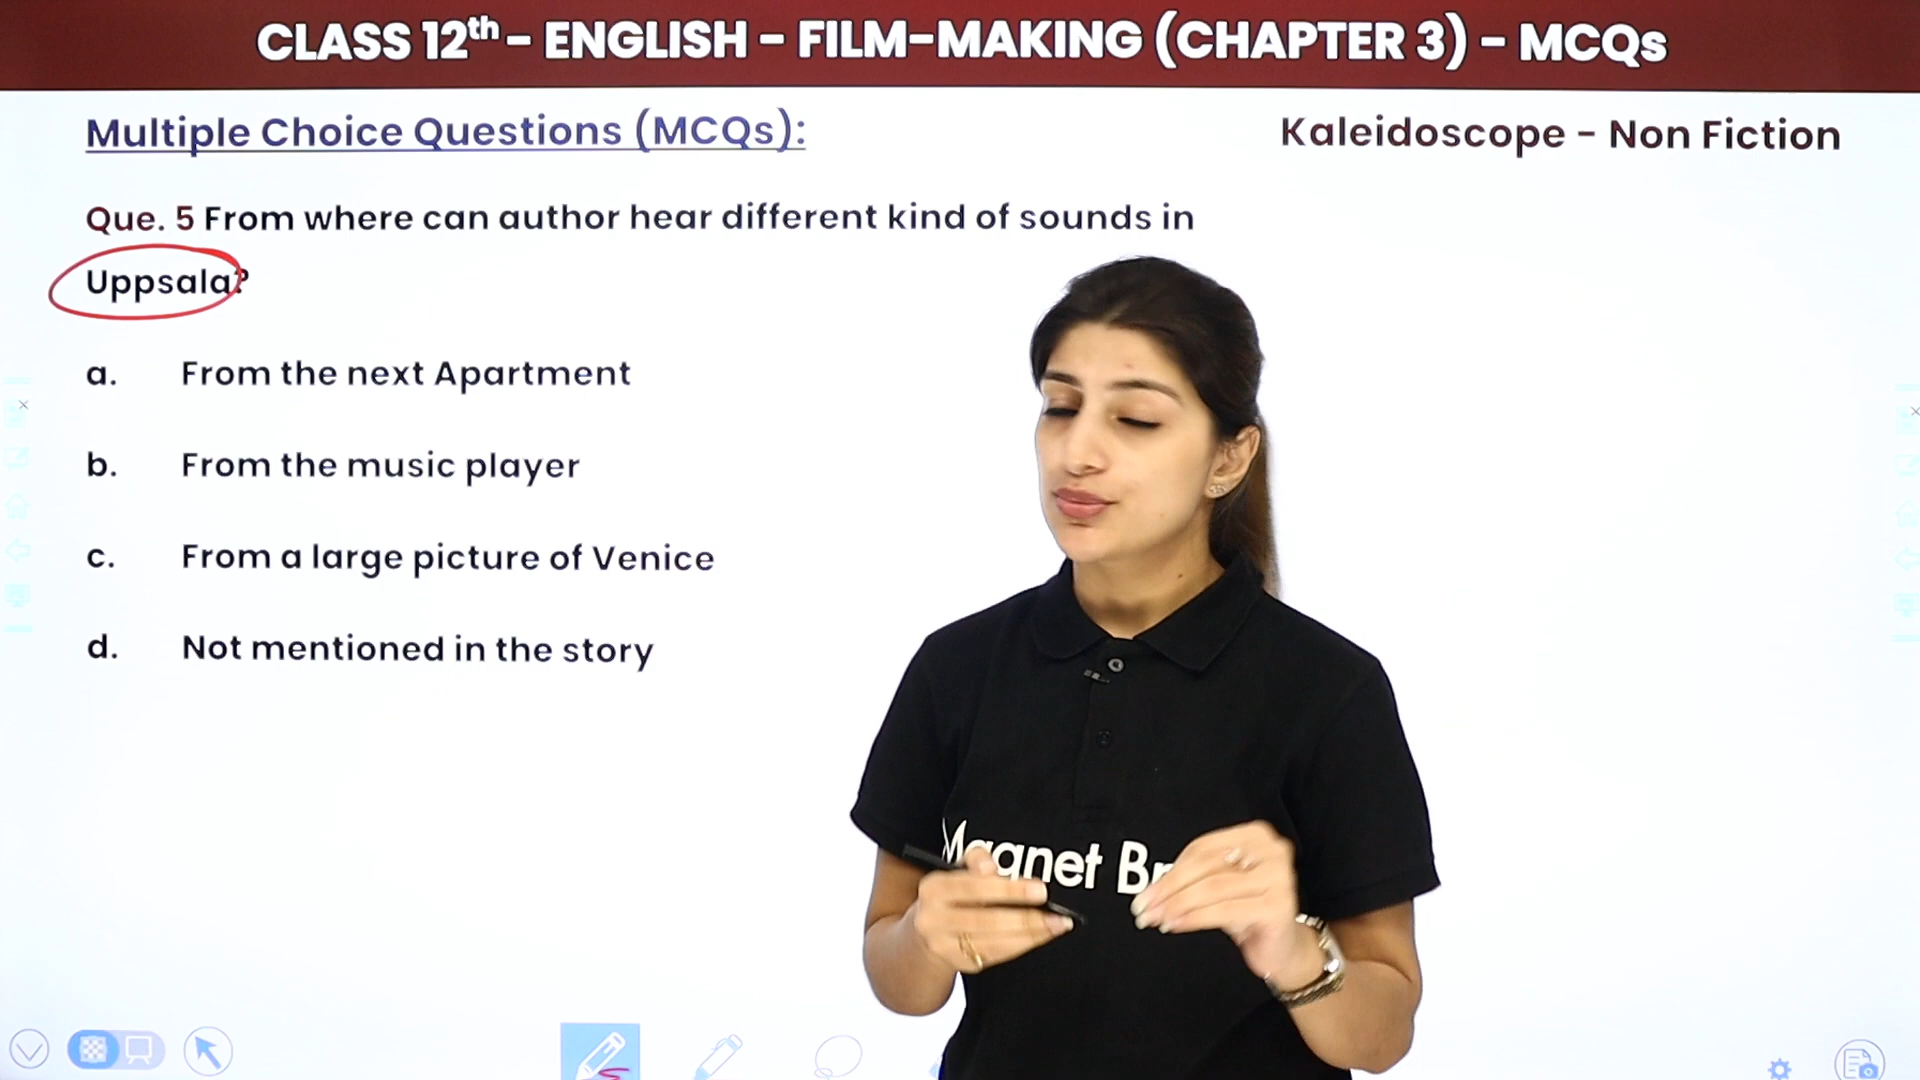 CLASS 12th - ENGLISH - FILM-MAKING (CHAPTER 3) - MCQs
Multiple Choice Questions (MCQs):
Kaleidoscope - Non Fiction
Que. 5 From where can author hear different kind of sounds in
Uppsala?
a. From the next Apartment
b. From the music player
c. From a large picture of Venice
d. Not mentioned in the story
Magnet Br